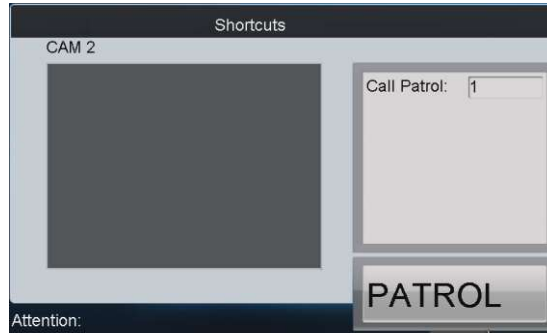 Shortcuts
CAM 2
Call Patrol: 1
PATROL
Attention: